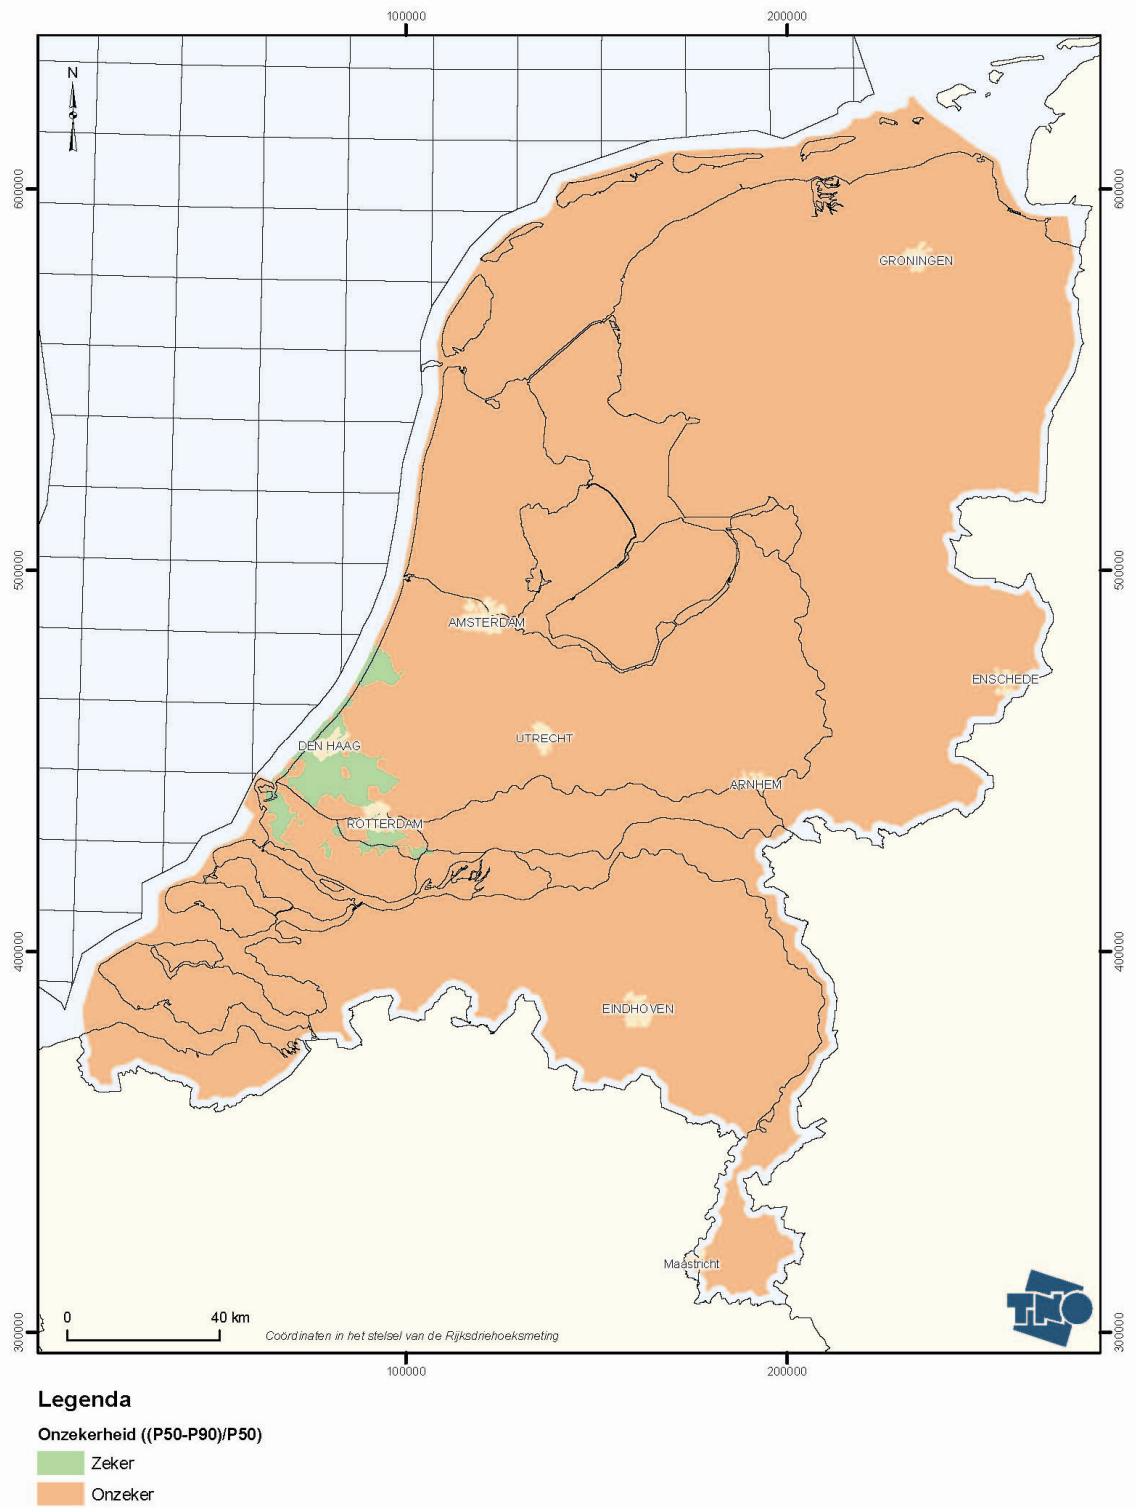 100000
200000
N
600000
600000
GRONINGEN
500000
500000
AMSTERDAM
ENSCHEDE
DEN HAAG
UTRECHT
ARNHEM
ROTTERDAM
400000
400000
EINDHOVEN
Maastricht
TNO
0
40 km
Coördinaten in het stelsel van de Rijksdriehoeksmeting
300000
300000
100000
200000
Legenda
Onzekerheid ((P50-P90)/P50)
Zeker
Onzeker